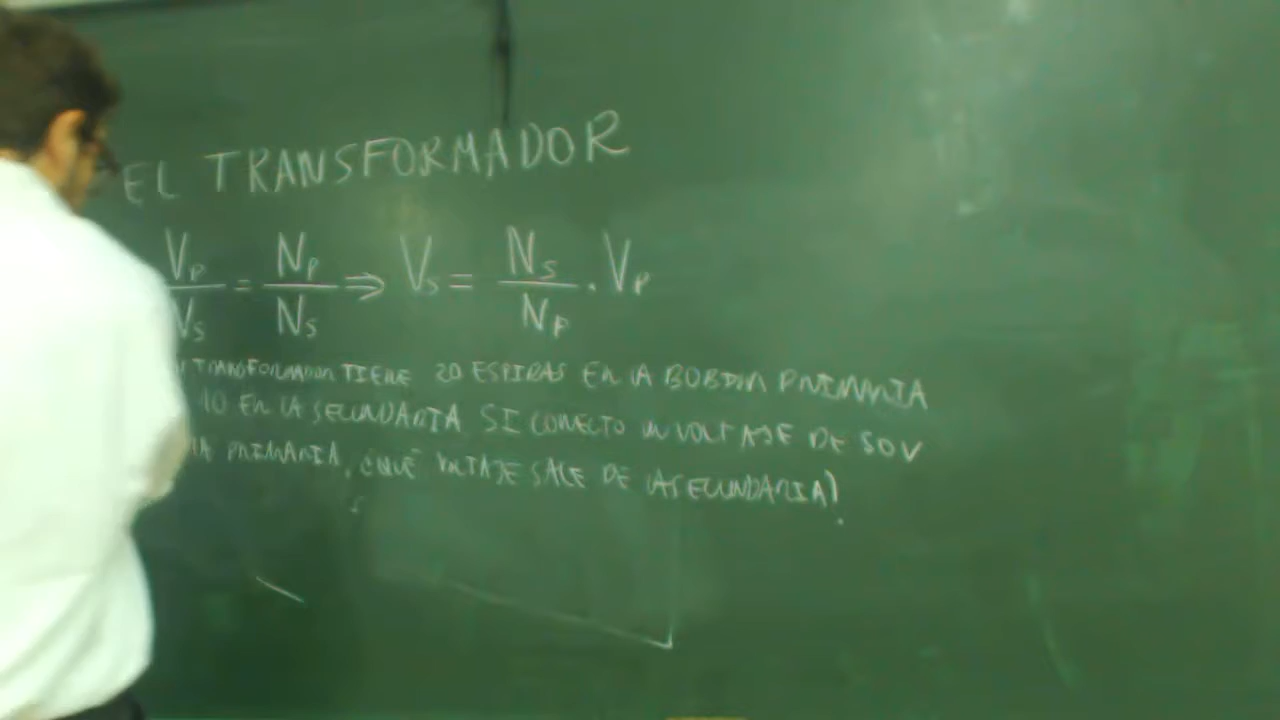 EL TRANSFORMADOR
Vp/Vs = Np/Ns ⇒ Vs = Ns/Np . Vp
TRANSFORMADOR TIENE 20 ESPIRAS EN LA BOBINA PRIMARIA
10 EN LA SECUNDARIA SI CONECTO UN VOLTAJE DE 50V
LA PRIMARIA, ¿QUÉ VOLTAJE SALE DE LA SECUNDARIA?